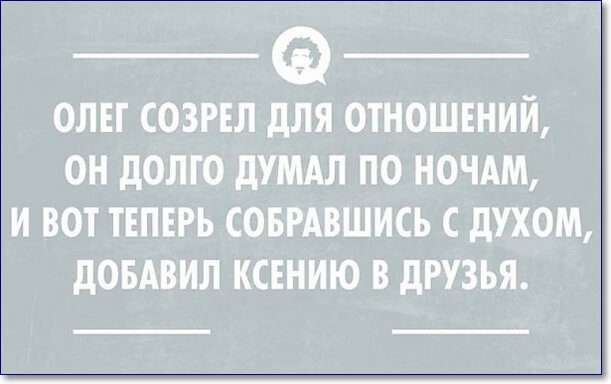 ОЛЕГ СОЗРЕЛ ДЛЯ ОТНОШЕНИЙ,
ОН ДОЛГО ДУМАЛ ПО НОЧАМ,
И ВОТ ТЕПЕРЬ СОБРАВШИСЬ С ДУХОМ,
ДОБАВИЛ КСЕНИЮ В ДРУЗЬЯ.